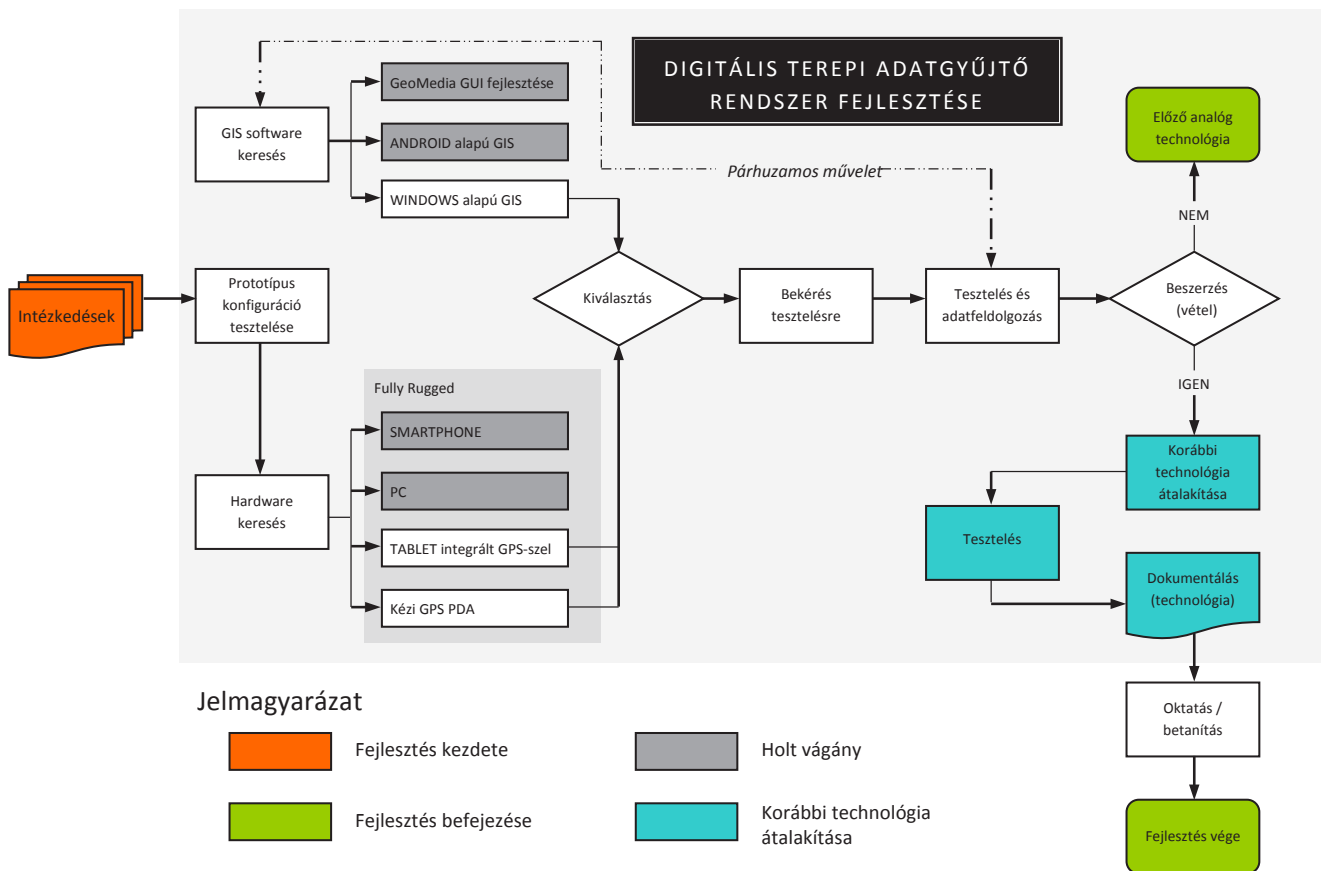 DIGITÁLIS TEREPI ADATGYŰJTŐ
RENDSZER FEJLESZTÉSE
GeoMedia GUI fejlesztése
GIS software
keresés
ANDROID alapú GIS
WINDOWS alapú GIS
Párhuzamos művelet
Előző analóg
technológia
NEM
Intézkedések
Prototípus
konfiguráció
tesztelése
Kiválasztás
Bekérés
tesztelésre
Tesztelés és
adatfeldolgozás
Beszerzés
(vétel)
IGEN
Fully Rugged
SMARTPHONE
PC
TABLET integrált GPS-szel
Kézi GPS PDA
Hardware
keresés
Korábbi
technológia
átalakítása
Tesztelés
Dokumentálás
(technológia)
Oktatás /
betanítás
Fejlesztés vége
Jelmagyarázat
Fejlesztés kezdete
Holt vágány
Fejlesztés befejezése
Korábbi technológia
átalakítása